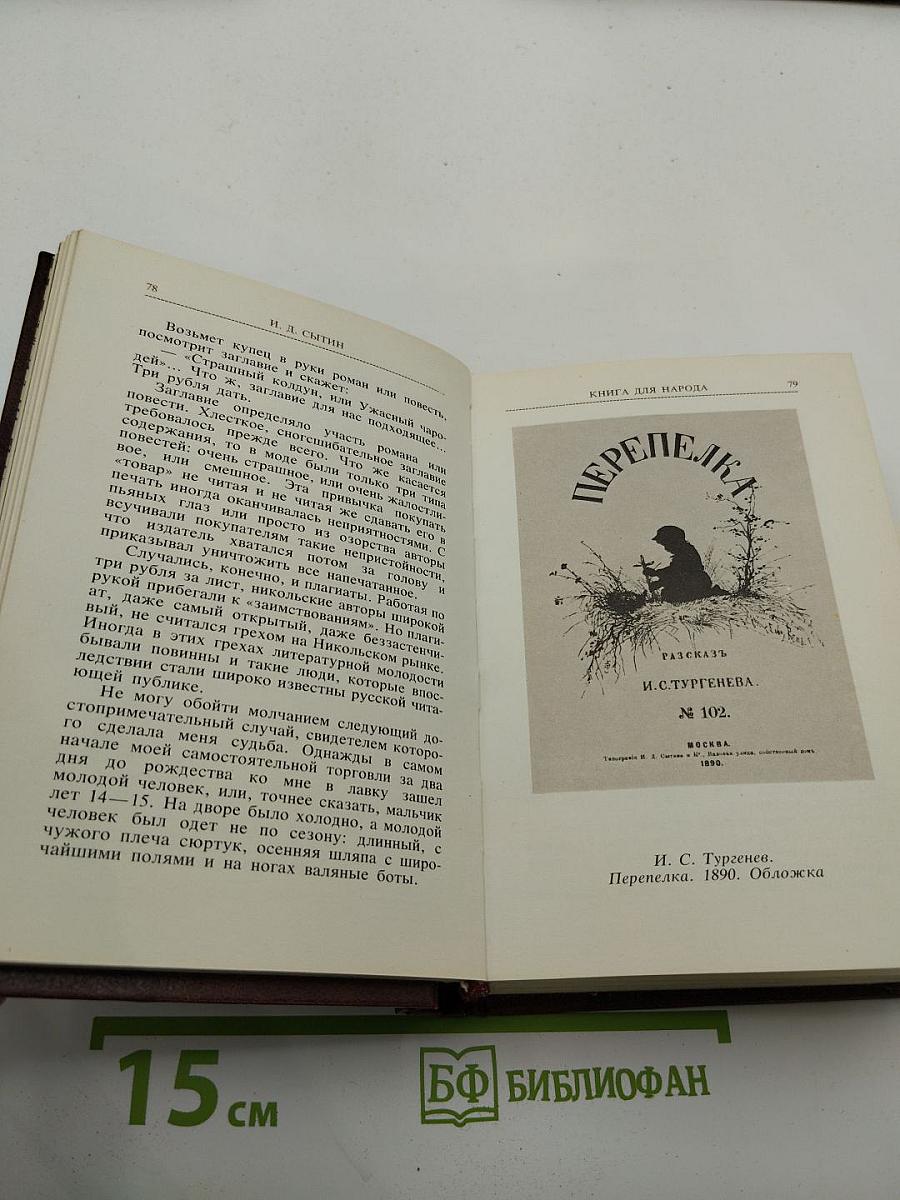 78
И. Д. СЫТИН
Возьмет купец в руки роман или повесть,
посмотрит заглавие и скажет:
— «Страшный колдун, или Ужасный чаро-
дей»... Что ж, заглавие для нас подходящее...
Три рубля дать.
Заглавие определяло участь романа или
повести. Хлесткое, сногсшибательное заглавие
требовалось прежде всего. Что же касается
содержания, то в моде были только три типа
повестей: очень страшное, или очень жалостли-
вое, или смешное. Эта привычка покупать
«товар» не читая и не читая же сдавать его в
печать иногда оканчивалась неприятностями. С
пьяных глаз или просто из озорства авторы
всучивали покупателям такие непристойности,
что издатель хватался потом за голову и
приказывал уничтожить все напечатанное.
Случались, конечно, и плагиаты. Работая по
три рубля за лист, никольские авторы широкой
рукой прибегали к «заимствованиям». Но плаги-
ат, даже самый открытый, даже беззастенчи-
вый, не считался грехом на Никольском рынке.
Иногда в этих грехах литературной молодости
бывали повинны и такие люди, которые впос-
ледствии стали широко известны русской чита-
ющей публике.
Не могу обойти молчанием следующий до-
стопримечательный случай, свидетелем которо-
го сделала меня судьба. Однажды в самом
начале моей самостоятельной торговли за два
дня до рождества ко мне в лавку зашел
молодой человек, или, точнее сказать, мальчик
лет 14—15. На дворе было холодно, а молодой
человек был одет не по сезону: длинный, с
чужого плеча сюртук, осенняя шляпа с широ-
чайшими полями и на ногах валяные боты.
КНИГА ДЛЯ НАРОДА
79
ПЕРЕПЕЛКА
РАЗСКАЗЪ
И.С.ТУРГЕНЕВА.
№ 102.
МОСКВА.
Типографія И. Д. Сытина и Кº., Валовая улица, собственный домъ
1890.
И. С. Тургенев.
Перепелка. 1890. Обложка
15 см
БФ БИБЛИОФАН